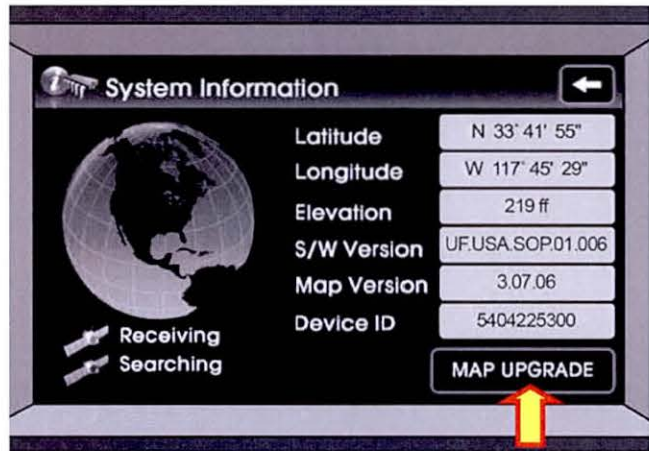 System Information
Latitude N 33° 41' 55"
Longitude W 117° 45' 29"
Elevation 219 ff
S/W Version UF.USA.SOP.01.006
Map Version 3.07.06
Device ID 5404225300
Receiving
Searching
MAP UPGRADE